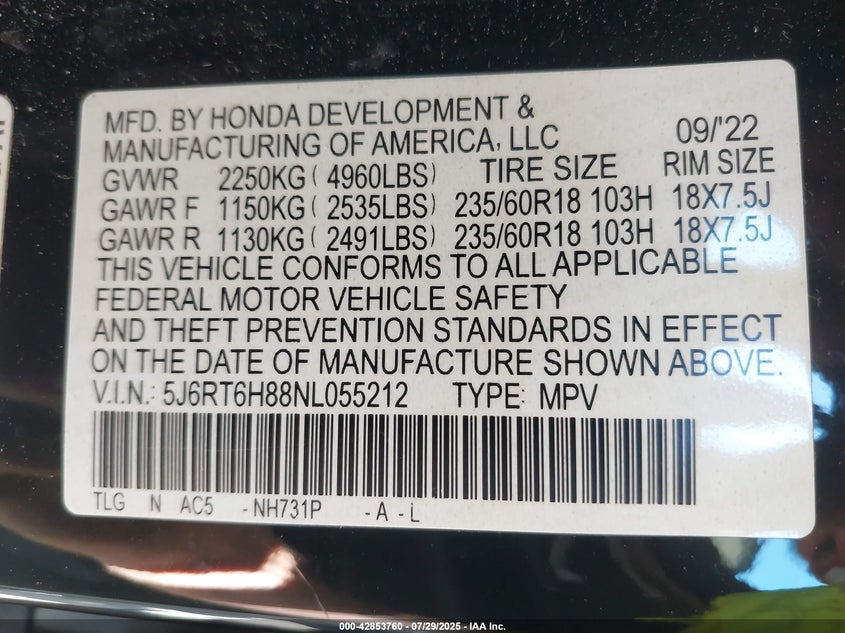 MFD. BY HONDA DEVELOPMENT &
MANUFACTURING OF AMERICA, LLC 09/'22
GVWR 2250KG ( 4960LBS) TIRE SIZE RIM SIZE
GAWR F 1150KG ( 2535LBS) 235/60R18 103H 18X7.5J
GAWR R 1130KG ( 2491LBS) 235/60R18 103H 18X7.5J
THIS VEHICLE CONFORMS TO ALL APPLICABLE
FEDERAL MOTOR VEHICLE SAFETY
AND THEFT PREVENTION STANDARDS IN EFFECT
ON THE DATE OF MANUFACTURE SHOWN ABOVE.
V.I.N.: 5J6RT6H88NL055212 TYPE: MPV
TLG N AC5 -NH731P -A -L
000-42853760 - 07/29/2025 - IAA Inc.